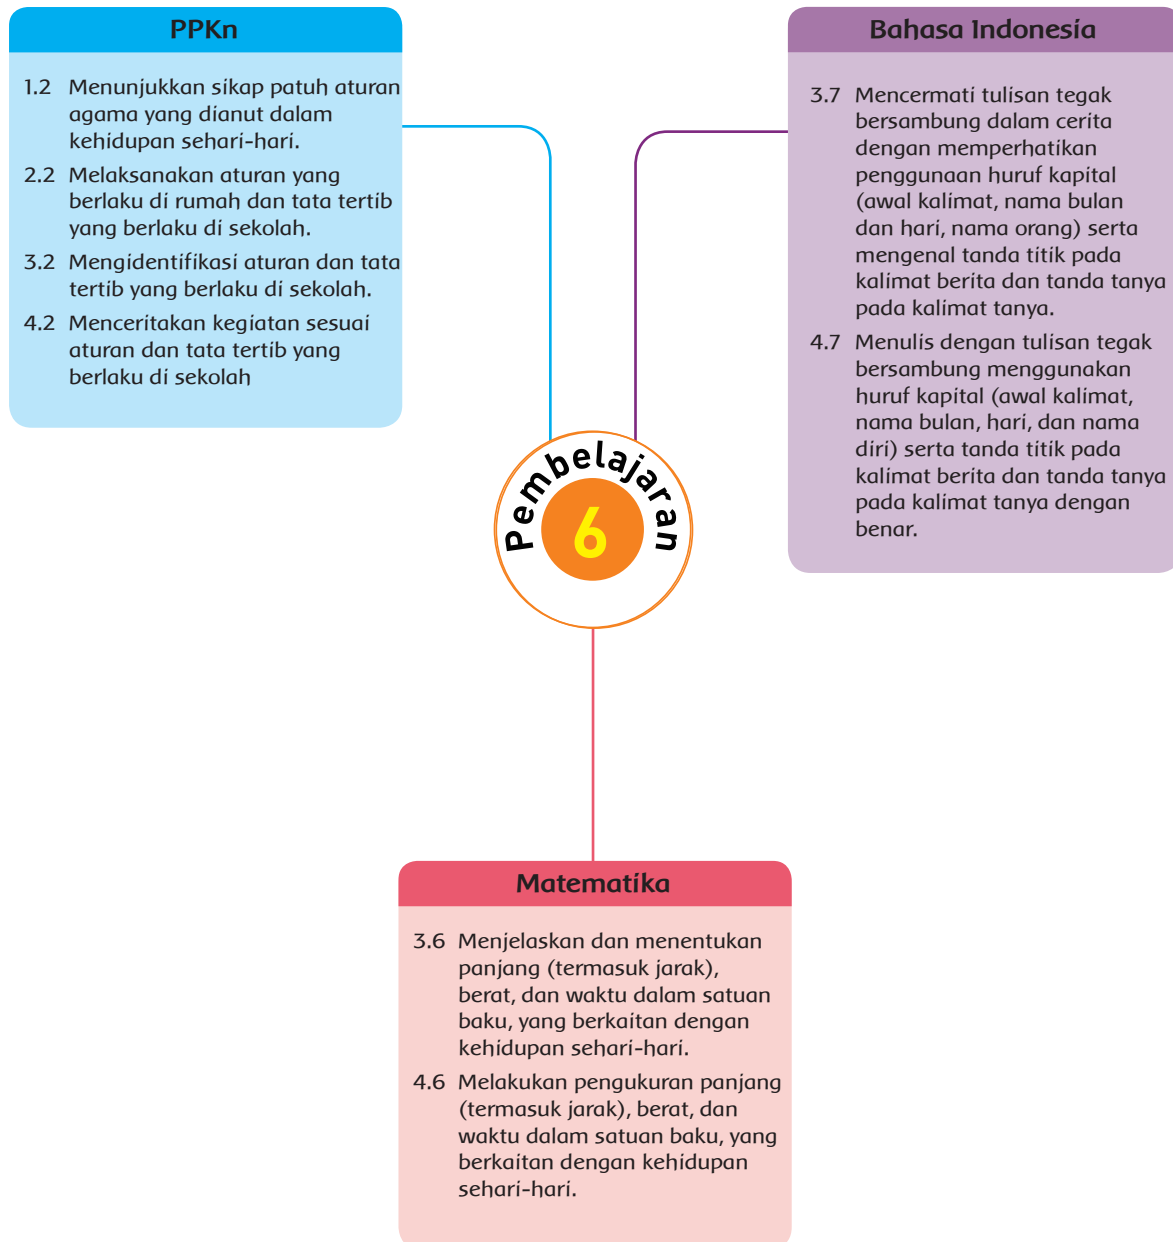 PPKn
1.2 Menunjukkan sikap patuh aturan
agama yang dianut dalam
kehidupan sehari-hari.
2.2 Melaksanakan aturan yang
berlaku di rumah dan tata tertib
yang berlaku di sekolah.
3.2 Mengidentifikasi aturan dan tata
tertib yang berlaku di sekolah.
4.2 Menceritakan kegiatan sesuai
aturan dan tata tertib yang
berlaku di sekolah
Bahasa Indonesia
3.7 Mencermati tulisan tegak
bersambung dalam cerita
dengan memperhatikan
penggunaan huruf kapital
(awal kalimat, nama bulan
dan hari, nama orang) serta
mengenal tanda titik pada
kalimat berita dan tanda tanya
pada kalimat tanya.
4.7 Menulis dengan tulisan tegak
bersambung menggunakan
huruf kapital (awal kalimat,
nama bulan, hari, dan nama
diri) serta tanda titik pada
kalimat berita dan tanda tanya
pada kalimat tanya dengan
benar.
Pembelajaran
6
Matematika
3.6 Menjelaskan dan menentukan
panjang (termasuk jarak),
berat, dan waktu dalam satuan
baku, yang berkaitan dengan
kehidupan sehari-hari.
4.6 Melakukan pengukuran panjang
(termasuk jarak), berat, dan
waktu dalam satuan baku, yang
berkaitan dengan kehidupan
sehari-hari.